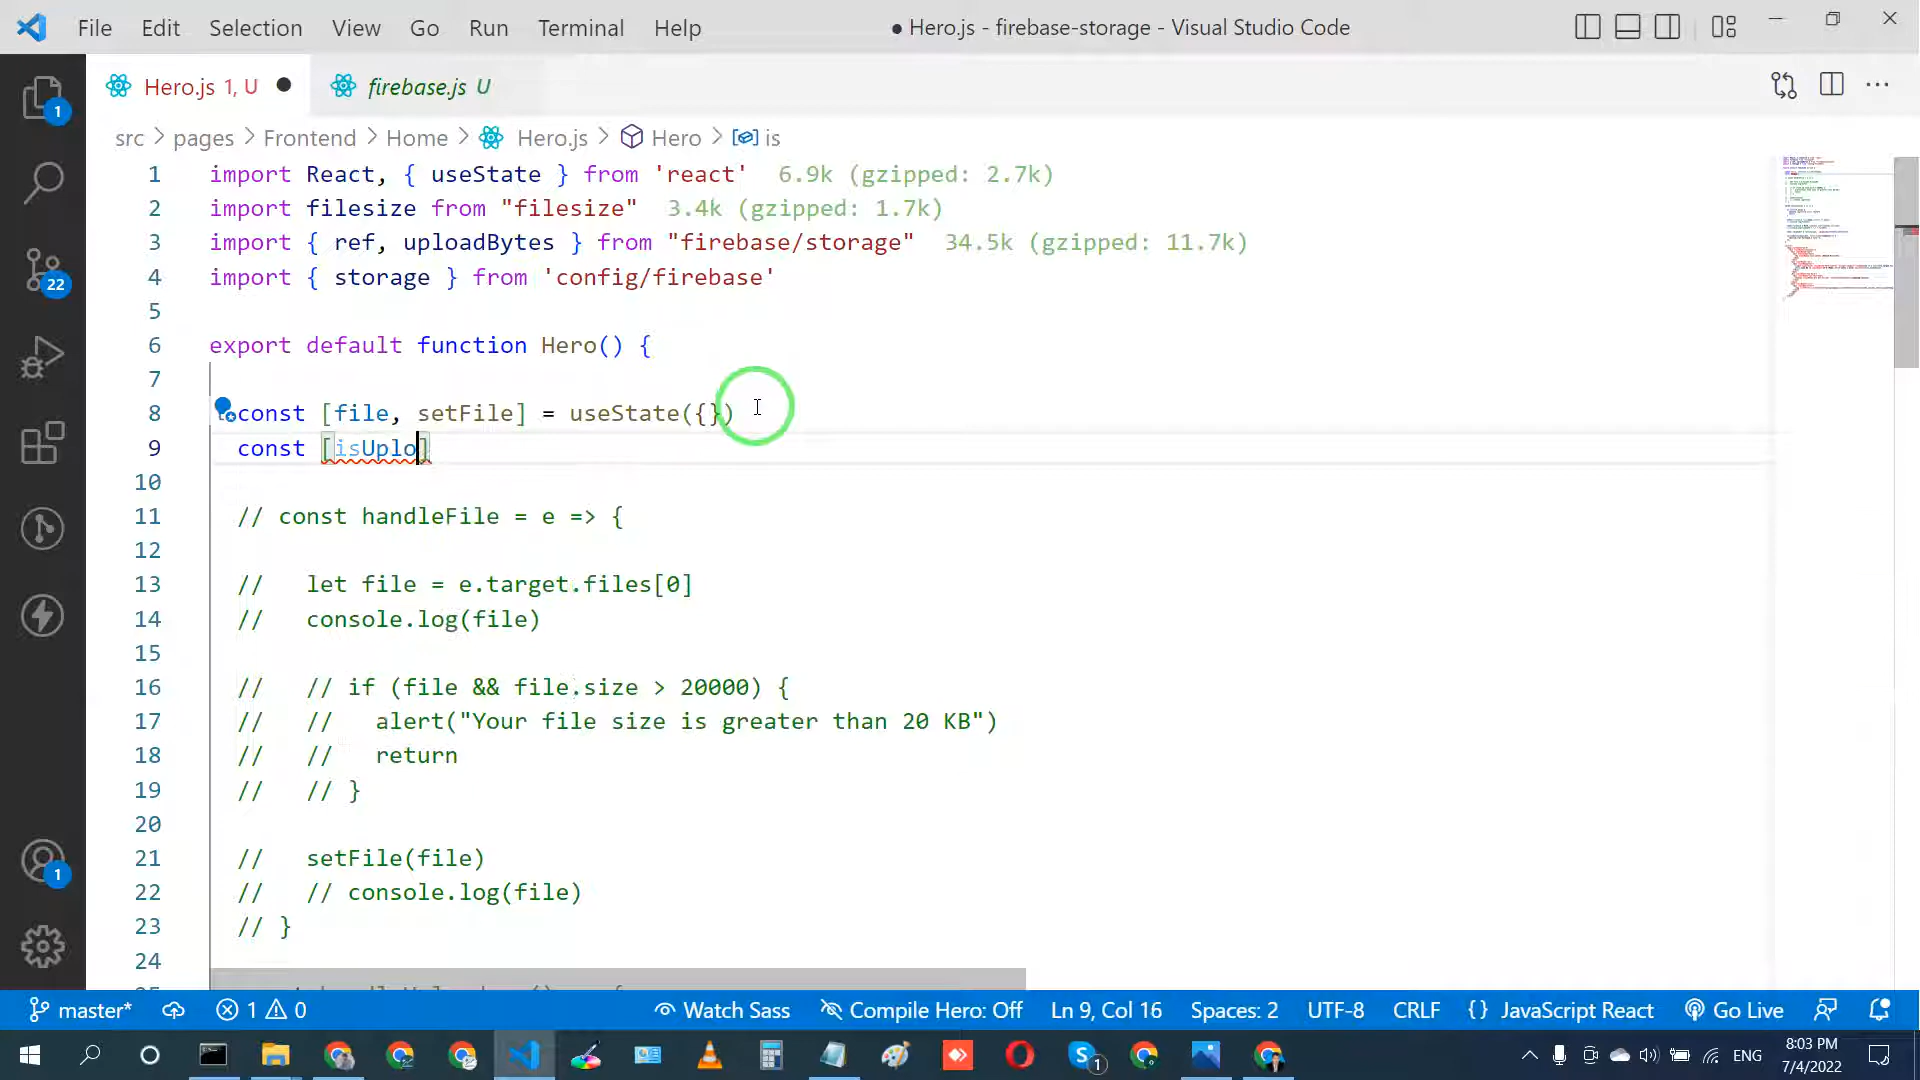 File Edit Selection View Go Run Terminal Help ● Hero.js - firebase-storage - Visual Studio Code
Hero.js 1, U ● firebase.js U
src > pages > Frontend > Home > Hero.js > Hero > is
1 import React, { useState } from 'react' 6.9k (gzipped: 2.7k)
2 import filesize from "filesize" 3.4k (gzipped: 1.7k)
3 import { ref, uploadBytes } from "firebase/storage" 34.5k (gzipped: 11.7k)
4 import { storage } from 'config/firebase'
5
6 export default function Hero() {
7
8 const [file, setFile] = useState({})
9 const [isUplo]
10
11 // const handleFile = e => {
12
13 // let file = e.target.files[0]
14 // console.log(file)
15
16 // // if (file && file.size > 20000) {
17 // // alert("Your file size is greater than 20 KB")
18 // // return
19 // // }
20
21 // setFile(file)
22 // // console.log(file)
23 // }
24
1
22
1
master* 1 0 Watch Sass Compile Hero: Off Ln 9, Col 16 Spaces: 2 UTF-8 CRLF {} JavaScript React Go Live
1 ENG 8:03 PM
7/4/2022